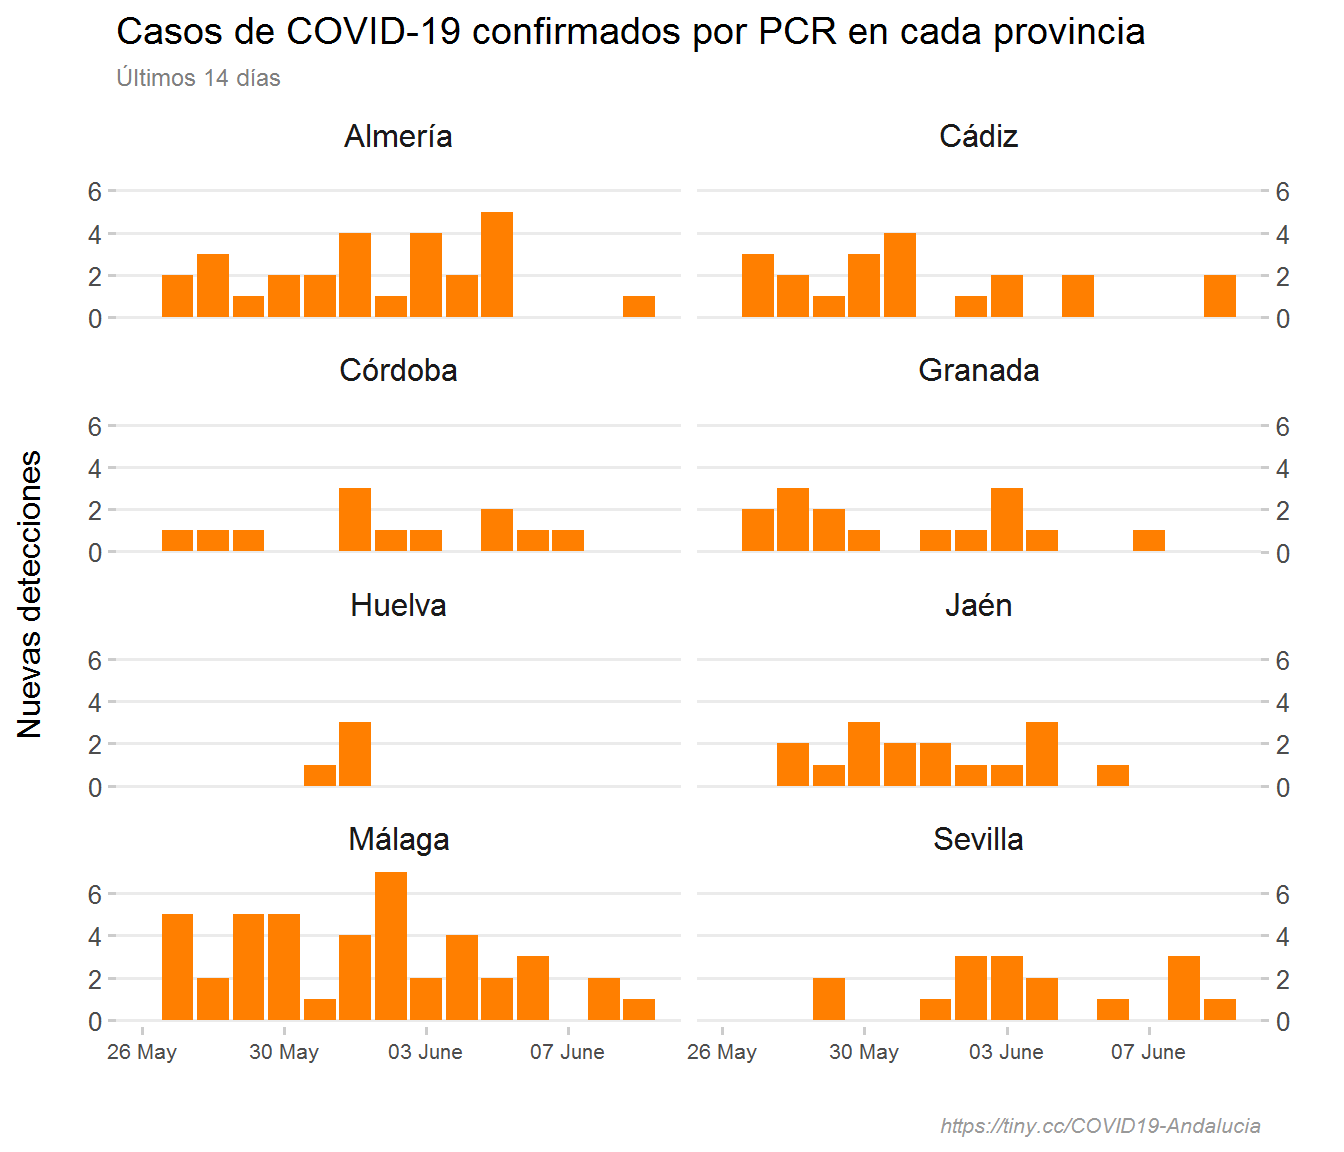 Casos de COVID-19 confirmados por PCR en cada provincia
Últimos 14 días
Nuevas detecciones
Almería
6
4
2
0
Cádiz
6
4
2
0
Córdoba
6
4
2
0
Granada
6
4
2
0
Huelva
6
4
2
0
Jaén
6
4
2
0
Málaga
6
4
2
0
Sevilla
6
4
2
0
26 May 30 May 03 June 07 June
26 May 30 May 03 June 07 June
https://tiny.cc/COVID19-Andalucia